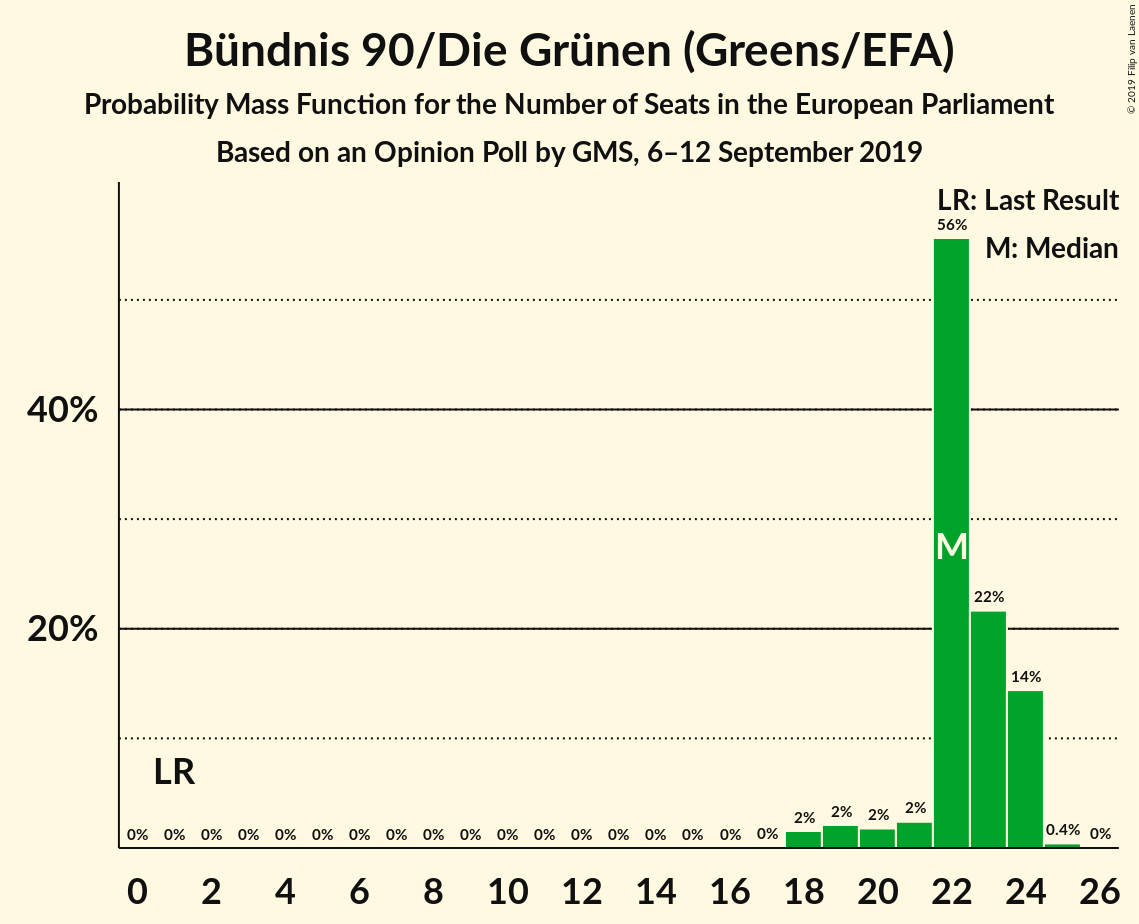 Bündnis 90/Die Grünen (Greens/EFA)
Probability Mass Function for the Number of Seats in the European Parliament
Based on an Opinion Poll by GMS, 6–12 September 2019
© 2019 Filip van Laenen
LR: Last Result
M: Median
56%
40%
M
22%
20%
14%
LR
0% 0% 0% 0% 0% 0% 0% 0% 0% 0% 0% 0% 0% 0% 0% 0% 0% 0% 2% 2% 2% 2% 0.4% 0%
0 2 4 6 8 10 12 14 16 18 20 22 24 26